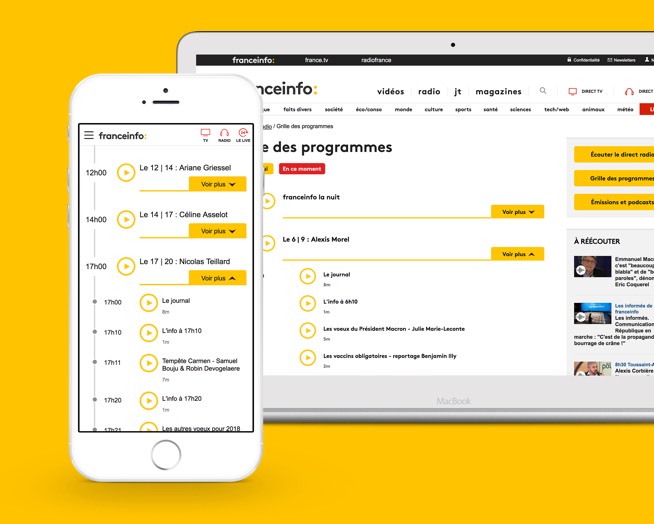 franceinfo:
TV
RADIO
LE LIVE
12h00
Le 12 | 14 : Ariane Griessel
Voir plus
14h00
Le 14 | 17 : Céline Asselot
Voir plus
17h00
Le 17 | 20 : Nicolas Teillard
Voir plus
17h00
Le journal
8m
17h10
L'info à 17h10
1m
17h11
Tempête Carmen - Samuel
Bouju & Robin Devogelaere
7m
17h20
L'info à 17h20
1m
17h21
Les autres voeux pour 2018
franceinfo:
france.tv
radiofrance
Confidentialité
Newsletters
nceinfo:
vidéos
radio
jt
magazines
DIRECT TV
DIRECT
que
faits divers
société
éco/conso
monde
culture
sports
santé
sciences
tech/web
animaux
météo
adio / Grille des programmes
e des programmes
En ce moment
franceinfo la nuit
Voir plus
Le 6 | 9 : Alexis Morel
Voir plus
Le journal
8m
L'info à 6h10
1m
Les voeux du Président Macron - Julie Marie-Leconte
5m
Les vaccins obligatoires - reportage Benjamin Illy
2m
Écouter le direct radio
Grille des programmes
Émissions et podcasts
À RÉÉCOUTER
Emmanuel Mac
c'est "beaucoup
blabla" et de "b
paroles", dénon
Eric Coquerel
Les informés de
franceinfo
Les informés.
Communication
République en
marche : "C'est de la propagand
bourrage de crâne !"
8h30 Toussaint-A
Alexis Corbière
MacBook